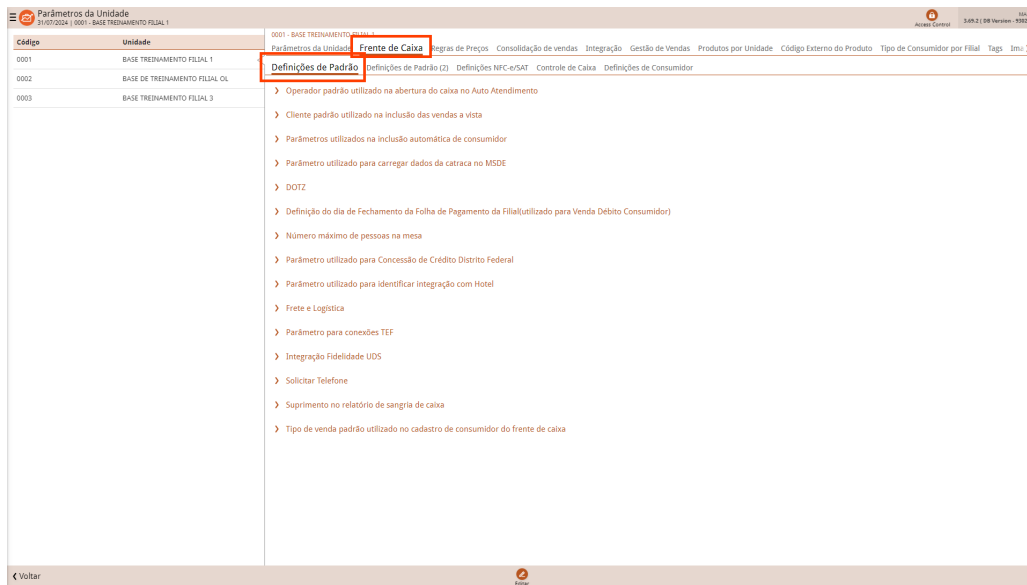 Parâmetros da Unidade
31/07/2024 | 0001 - BASE TREINAMENTO FILIAL 1
Access Control
3.69.2 | DB Version - 9382
Código Unidade
0001 BASE TREINAMENTO FILIAL 1
0002 BASE DE TREINAMENTO FILIAL OL
0003 BASE TREINAMENTO FILIAL 3
0001 - BASE TREINAMENTO FILIAL 1
Parâmetros da Unidade Frente de Caixa Regras de Preços Consolidação de vendas Integração Gestão de Vendas Produtos por Unidade Código Externo do Produto Tipo de Consumidor por Filial Tags
Definições de Padrão Definições de Padrão (2) Definições NFC-e/SAT Controle de Caixa Definições de Consumidor
Operador padrão utilizado na abertura do caixa no Auto Atendimento
Cliente padrão utilizado na inclusão das vendas a vista
Parâmetros utilizados na inclusão automática de consumidor
Parâmetro utilizado para carregar dados da catraca no MSDE
DOTZ
Definição do dia de Fechamento da Folha de Pagamento da Filial(utilizado para Venda Débito Consumidor)
Número máximo de pessoas na mesa
Parâmetro utilizado para Concessão de Crédito Distrito Federal
Parâmetro utilizado para identificar integração com Hotel
Frete e Logística
Parâmetro para conexões TEF
Integração Fidelidade UDS
Solicitar Telefone
Suprimento no relatório de sangria de caixa
Tipo de venda padrão utilizado no cadastro de consumidor do frente de caixa
Voltar
Editar